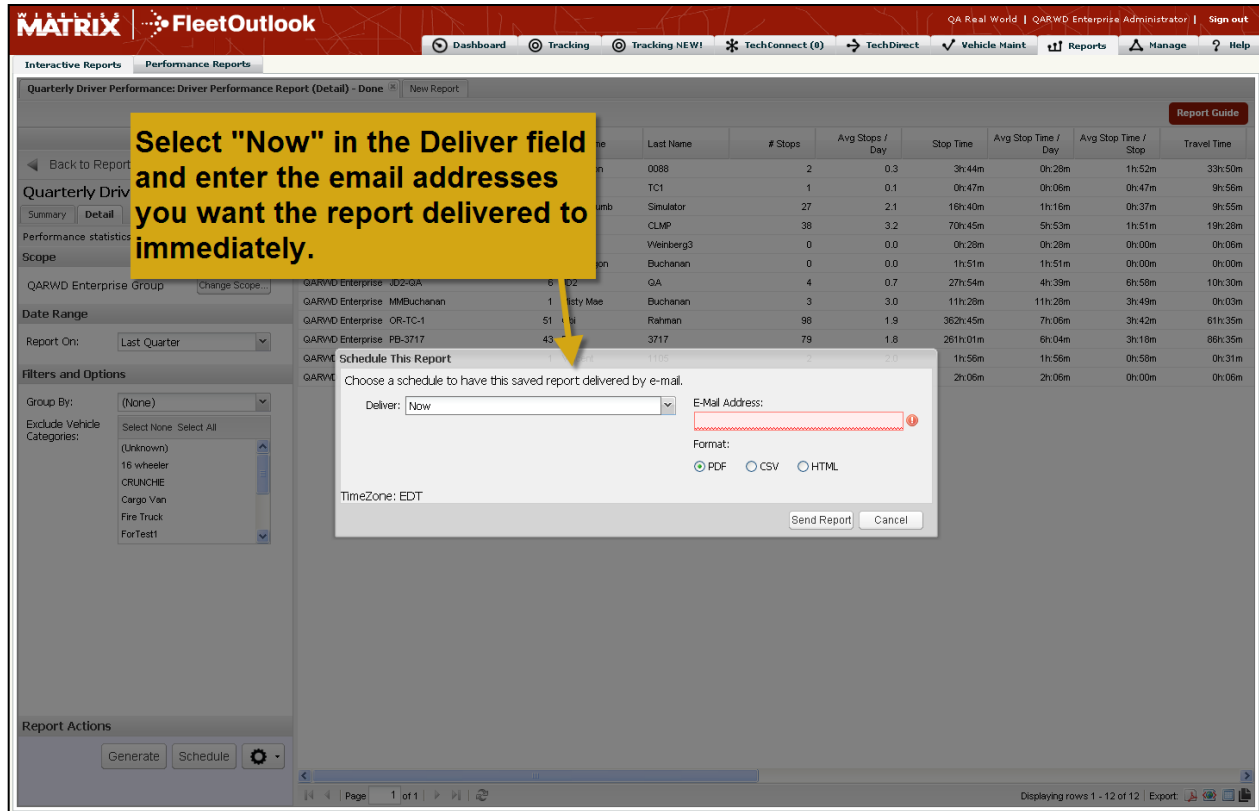 WIRELESS
MATRIX
FleetOutlook
QA Real World | QARWD Enterprise Administrator | Sign out
Dashboard
Tracking
Tracking NEW!
TechConnect (0)
TechDirect
Vehicle Maint
Reports
Manage
? Help
Interactive Reports
Performance Reports
Quarterly Driver Performance: Driver Performance Report (Detail) - Done
New Report
Report Guide
Select "Now" in the Deliver field
and enter the email addresses
you want the report delivered to
immediately.
Back to Report
Quarterly Driv
Summary
Detail
Performance statistics
Scope
QARWD Enterprise Group
Change Scope...
Date Range
Report On:
Last Quarter
Filters and Options
Group By:
(None)
Exclude Vehicle
Categories:
Select None Select All
(Unknown)
16 wheeler
CRUNCHIE
Cargo Van
Fire Truck
ForTest1
Report Actions
Generate
Schedule
Last Name # Stops Avg Stops / Day Stop Time Avg Stop Time / Day Avg Stop Time / Stop Travel Time
0088 2 0.3 3h:44m 0h:28m 1h:52m 33h:50m
TC1 1 0.1 0h:47m 0h:06m 0h:47m 9h:56m
Simulator 27 2.1 16h:40m 1h:16m 0h:37m 9h:55m
CLMP 38 3.2 70h:45m 5h:53m 1h:51m 19h:28m
Weinberg3 0 0.0 0h:28m 0h:28m 0h:00m 0h:06m
Buchanan 0 0.0 1h:51m 1h:51m 0h:00m 0h:00m
QARWD Enterprise JD2-QA 6 JD2 QA 4 0.7 27h:54m 4h:39m 6h:58m 10h:30m
QARWD Enterprise MMBuchanan 1 Misty Mae Buchanan 3 3.0 11h:28m 11h:28m 3h:49m 0h:03m
QARWD Enterprise OR-TC-1 51 Rahman 98 1.9 362h:45m 7h:06m 3h:42m 61h:35m
QARWD Enterprise PB-3717 43 3717 79 1.8 261h:01m 6h:04m 3h:18m 86h:35m
1105 2 2.0 1h:56m 1h:56m 0h:58m 0h:31m
2h:06m 2h:06m 0h:00m 0h:06m
Schedule This Report
Choose a schedule to have this saved report delivered by e-mail.
Deliver:
Now
E-Mail Address:
Format:
PDF
CSV
HTML
TimeZone: EDT
Send Report
Cancel
Page 1 of 1
Displaying rows 1 - 12 of 12
Export: